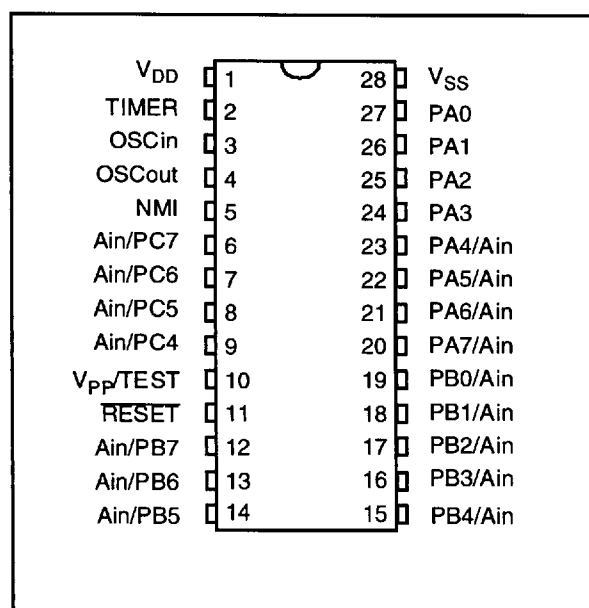 VDD 1 28 VSS
TIMER 2 27 PA0
OSCin 3 26 PA1
OSCout 4 25 PA2
NMI 5 24 PA3
Ain/PC7 6 23 PA4/Ain
Ain/PC6 7 22 PA5/Ain
Ain/PC5 8 21 PA6/Ain
Ain/PC4 9 20 PA7/Ain
VPP/TEST 10 19 PB0/Ain
RESET 11 18 PB1/Ain
Ain/PB7 12 17 PB2/Ain
Ain/PB6 13 16 PB3/Ain
Ain/PB5 14 15 PB4/Ain